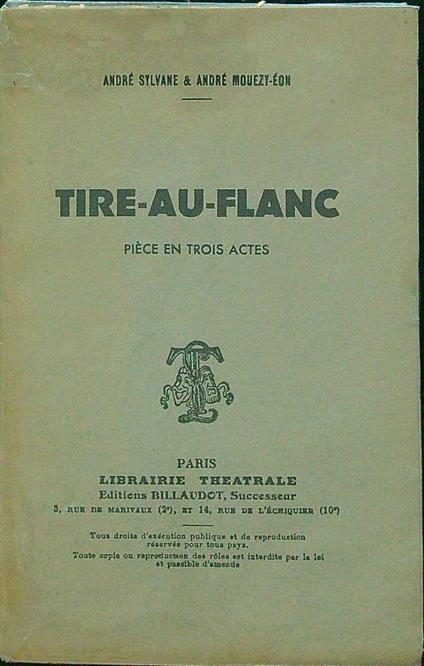 ANDRÉ SYLVANE & ANDRÉ MOUEZY-ÉON
TIRE-AU-FLANC
PIÈCE EN TROIS ACTES
PARIS
LIBRAIRIE THEATRALE
Editions BILLAUDOT, Successeur
3, RUE DE MARIVAUX (2ᵉ), ET 14, RUE DE L'ÉCHIQUIER (10ᵉ)
Tous droits d'exécution publique et de reproduction
réservés pour tous pays.
Toute copie ou reproduction des rôles est interdite par la loi
et passible d'amende